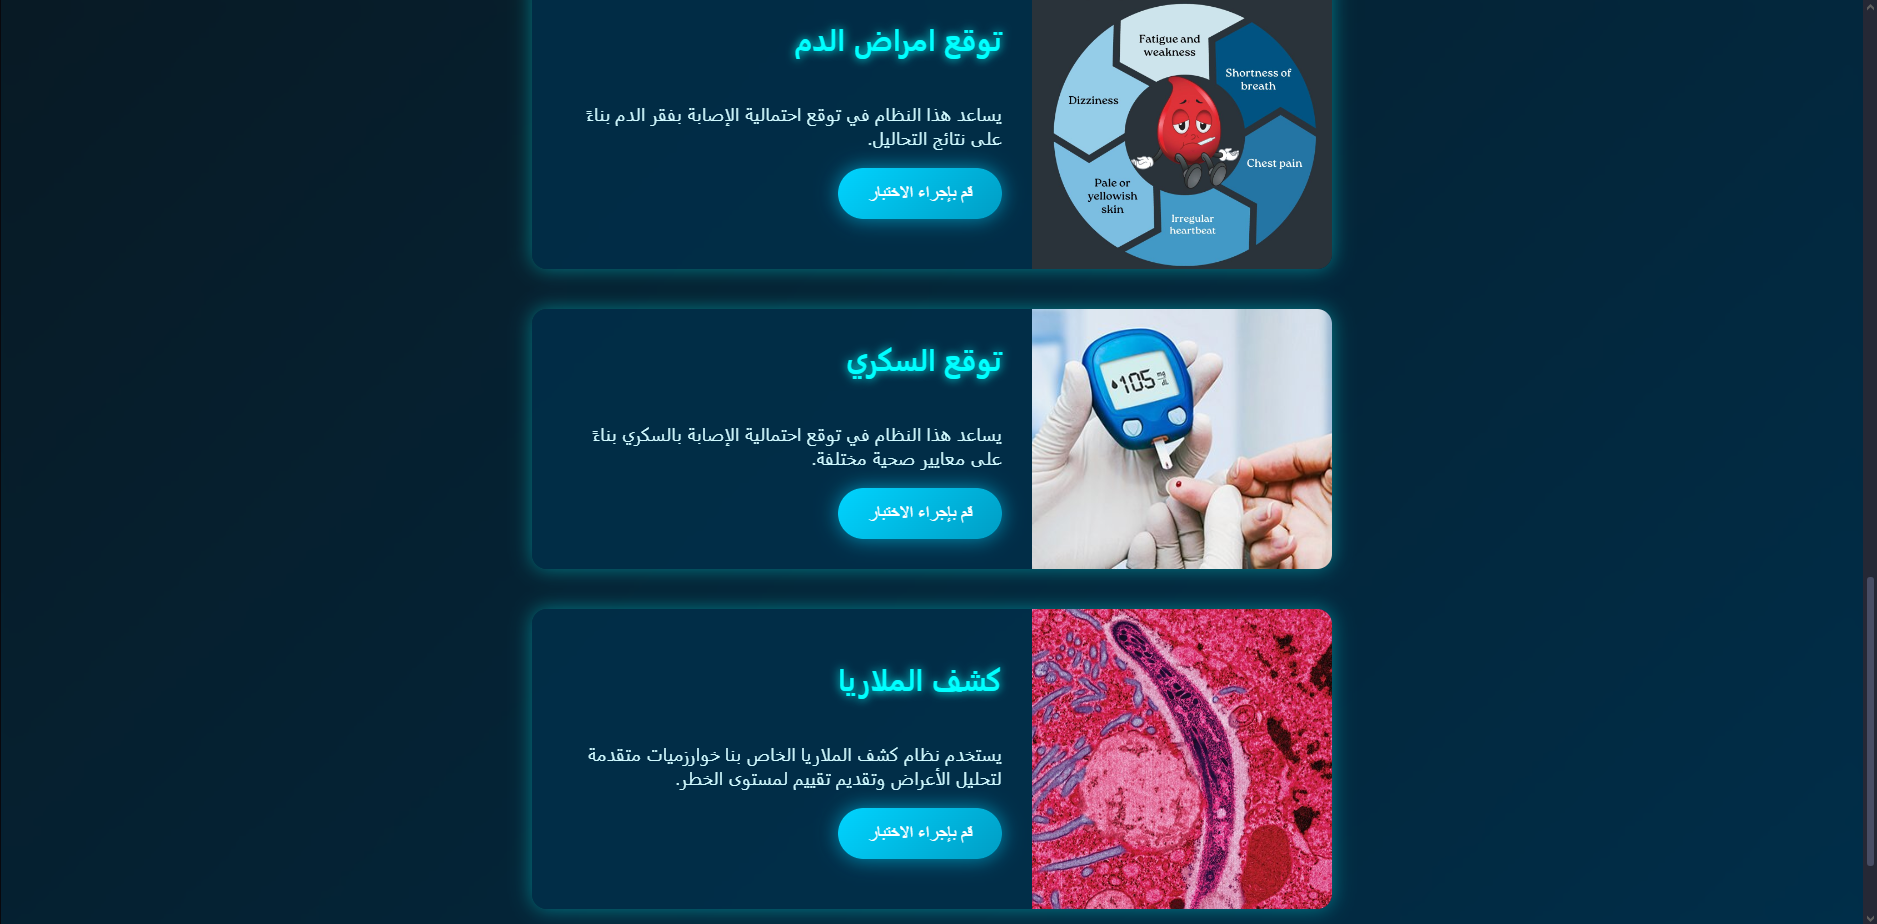 توقع امراض الدم
يساعد هذا النظام في توقع احتمالية الإصابة بفقر الدم بناءً
على نتائج التحاليل.
قم بإجراء الاختبار
Fatigue and
weakness
Shortness of
breath
Chest pain
Irregular
heartbeat
Pale or
yellowish
skin
Dizziness
توقع السكري
يساعد هذا النظام في توقع احتمالية الإصابة بالسكري بناءً
على معايير صحية مختلفة.
قم بإجراء الاختبار
105 mg
dL
كشف الملاريا
يستخدم نظام كشف الملاريا الخاص بنا خوارزميات متقدمة
لتحليل الأعراض وتقديم تقييم لمستوى الخطر.
قم بإجراء الاختبار